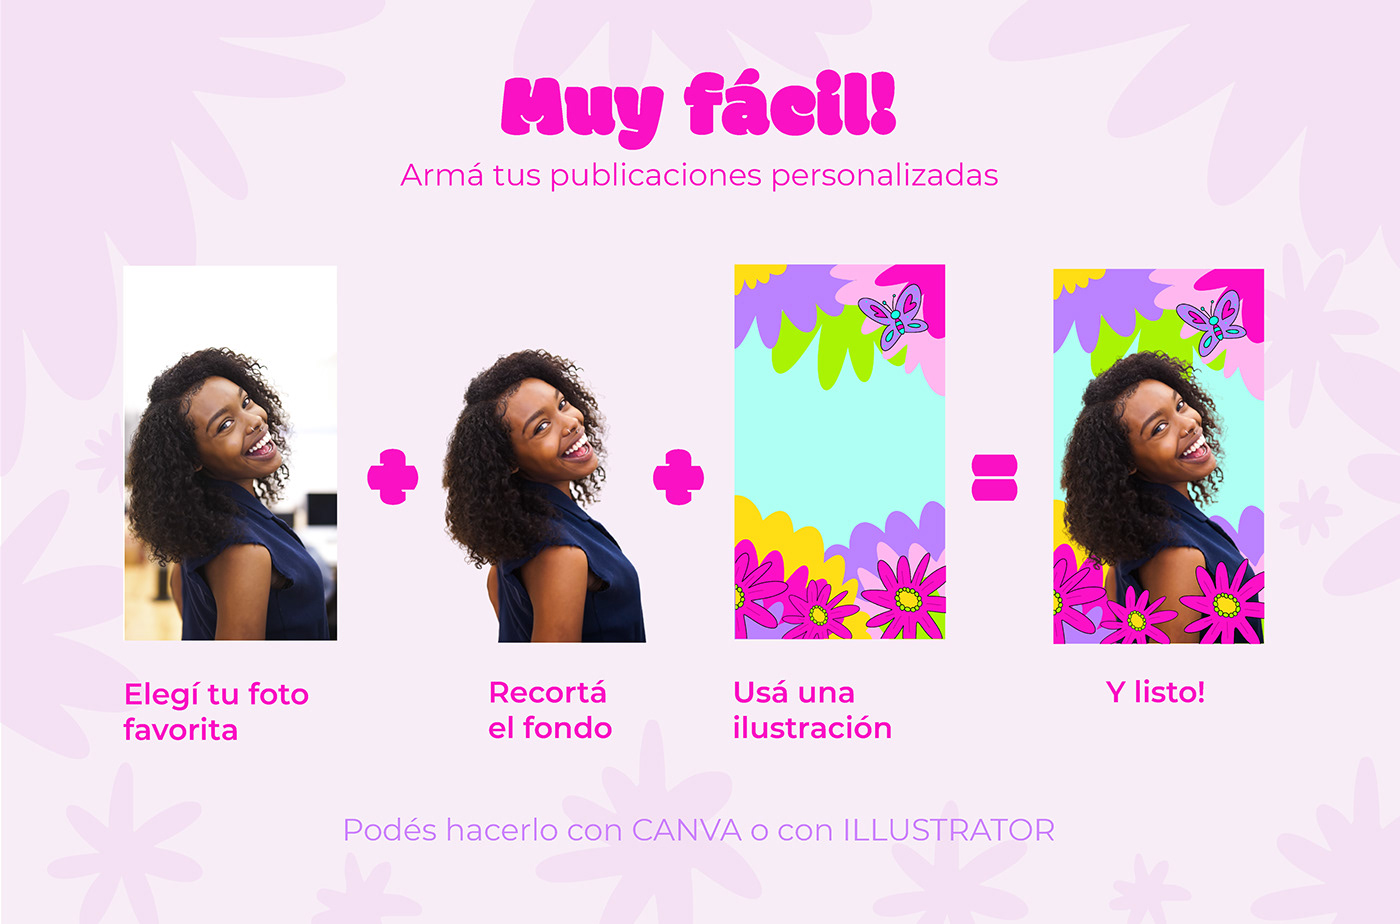 Muy fácil!
Armá tus publicaciones personalizadas
Elegí tu foto
favorita
Recortá
el fondo
Usá una
ilustración
Y listo!
Podés hacerlo con CANVA o con ILLUSTRATOR